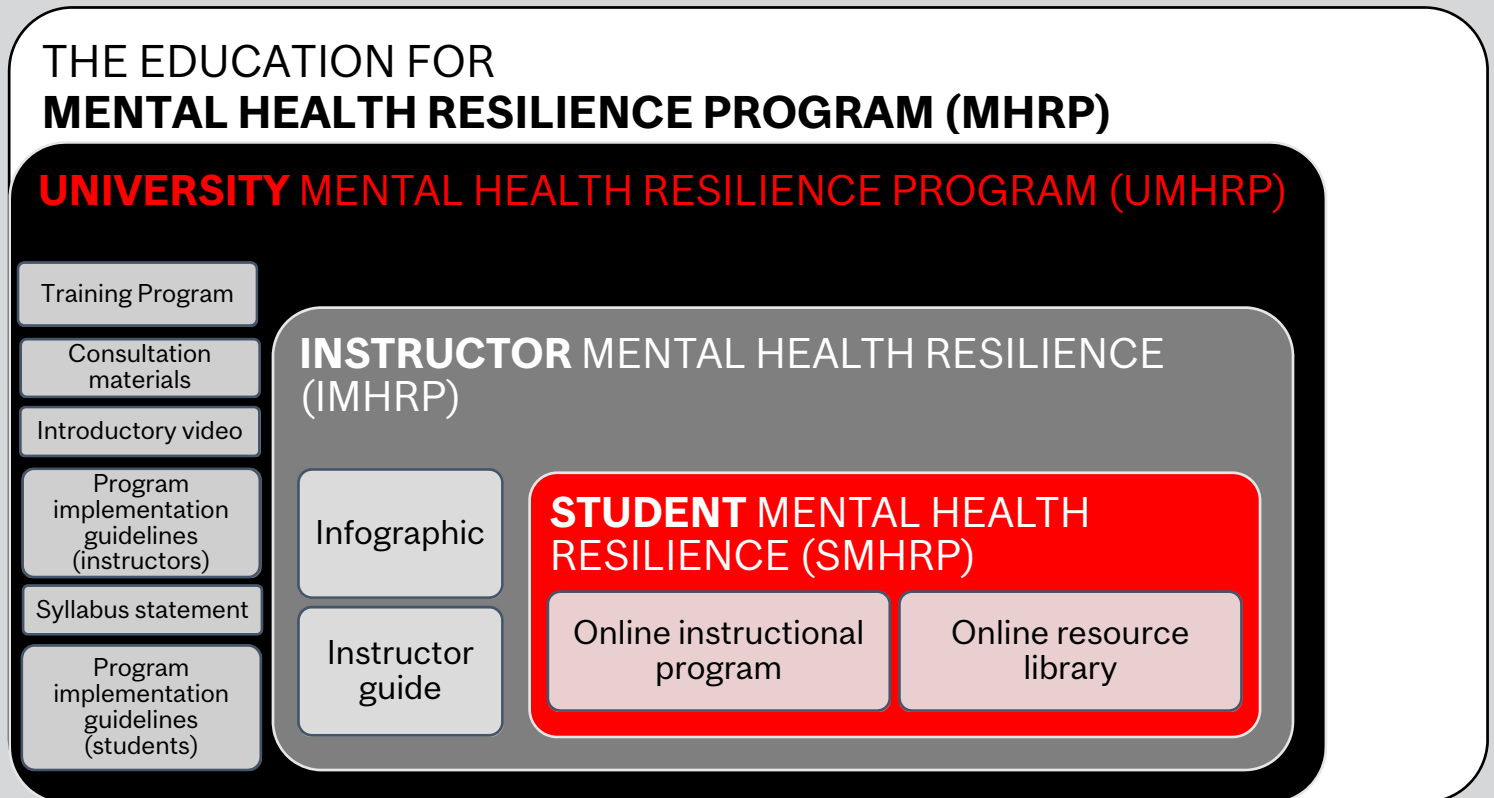 THE EDUCATION FOR
MENTAL HEALTH RESILIENCE PROGRAM (MHRP)
UNIVERSITY MENTAL HEALTH RESILIENCE PROGRAM (UMHRP)
Training Program
Consultation
materials
Introductory video
Program
implementation
guidelines
(instructors)
Syllabus statement
Program
implementation
guidelines
(students)
INSTRUCTOR MENTAL HEALTH RESILIENCE
(IMHRP)
Infographic
Instructor
guide
STUDENT MENTAL HEALTH
RESILIENCE (SMHRP)
Online instructional
program
Online resource
library